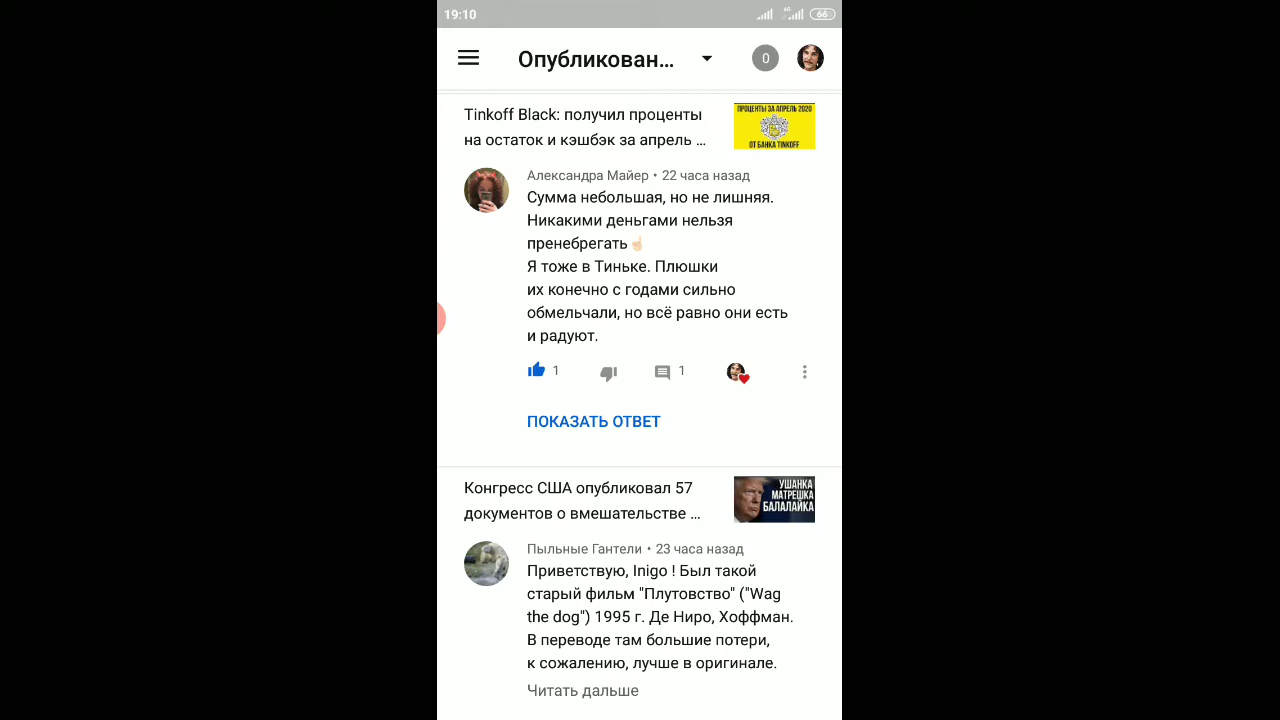 19:10
4G
66
Опубликован...
0
Tinkoff Black: получил проценты
на остаток и кэшбэк за апрель ...
ПРОЦЕНТЫ ЗА АПРЕЛЬ 2020
ОТ БАНКА TINKOFF
Александра Майер • 22 часа назад
Сумма небольшая, но не лишняя.
Никакими деньгами нельзя
пренебрегать☝🏻
Я тоже в Тиньке. Плюшки
их конечно с годами сильно
обмельчали, но всё равно они есть
и радуют.
1
1
ПОКАЗАТЬ ОТВЕТ
Конгресс США опубликовал 57
документов о вмешательстве ...
УШАНКА
МАТРЕШКА
БАЛАЛАЙКА
Пыльные Гантели • 23 часа назад
Приветствую, Inigo ! Был такой
старый фильм "Плутовство" ("Wag
the dog") 1995 г. Де Ниро, Хоффман.
В переводе там большие потери,
к сожалению, лучше в оригинале.
Читать дальше